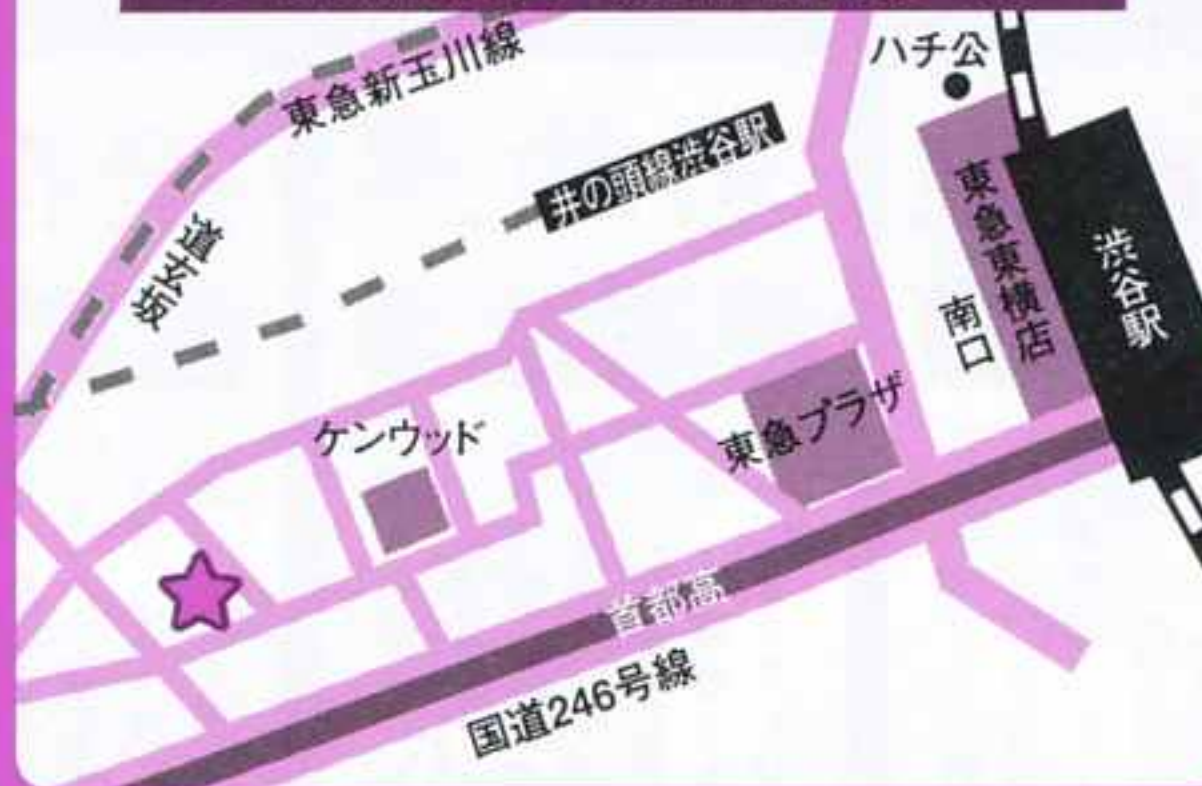 ハチ公
東急新玉川線
井の頭線渋谷駅
東急東横店
渋谷駅
道玄坂
南口
ケンウッド
東急プラザ
首都高
国道246号線